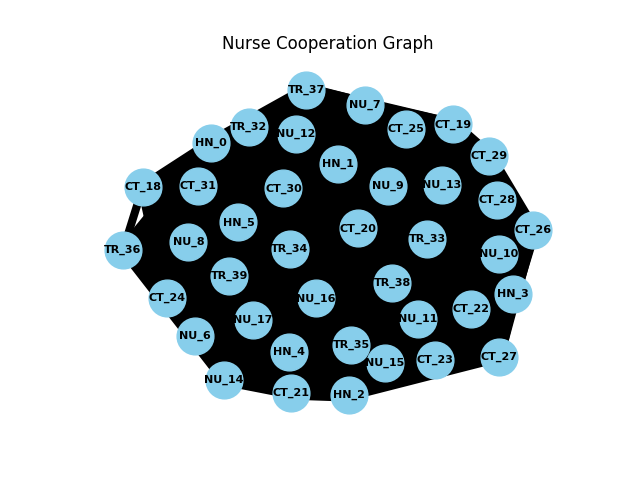 Nurse Cooperation Graph
TR_37
NU_7
CT_19
TR_32
NU_12
CT_25
HN_0
CT_29
HN_1
CT_18
CT_31
CT_30
NU_9
NU_13
CT_28
HN_5
CT_20
CT_26
TR_36
NU_8
TR_34
TR_33
NU_10
TR_39
TR_38
CT_24
NU_16
HN_3
NU_17
NU_11
CT_22
NU_6
HN_4
TR_35
NU_15
CT_23
CT_27
NU_14
CT_21
HN_2